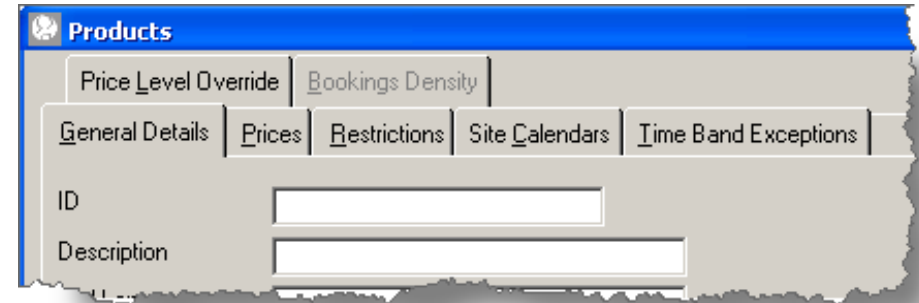 Products
Price Level Override Bookings Density
General Details Prices Restrictions Site Calendars Time Band Exceptions
ID
Description